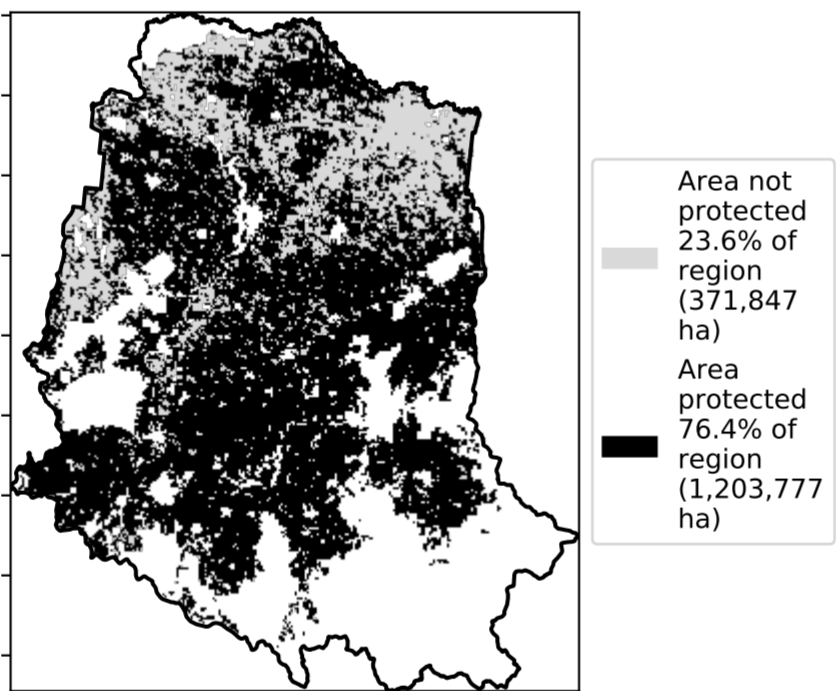 Area not
protected
23.6% of
region
(371,847
ha)
Area
protected
76.4% of
region
(1,203,777
ha)